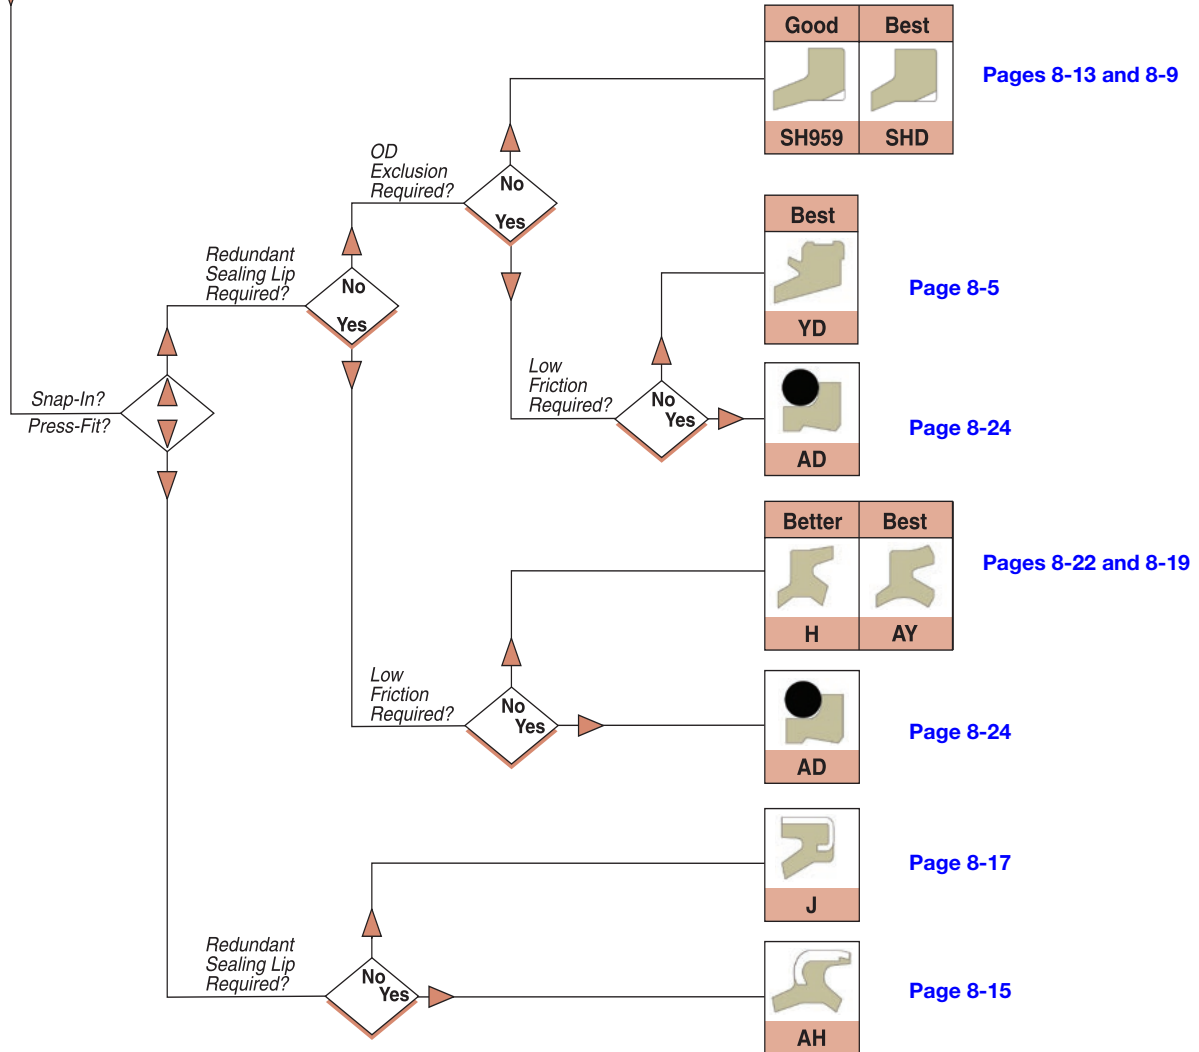 Good Best
SH959 SHD
Pages 8-13 and 8-9
OD
Exclusion
Required?
No
Yes
Best
YD
Page 8-5
Redundant
Sealing Lip
Required?
No
Yes
Low
Friction
Required?
No
Yes
AD
Page 8-24
Snap-In?
Press-Fit?
Better Best
H AY
Pages 8-22 and 8-19
Low
Friction
Required?
No
Yes
AD
Page 8-24
J
Page 8-17
Redundant
Sealing Lip
Required?
No
Yes
AH
Page 8-15